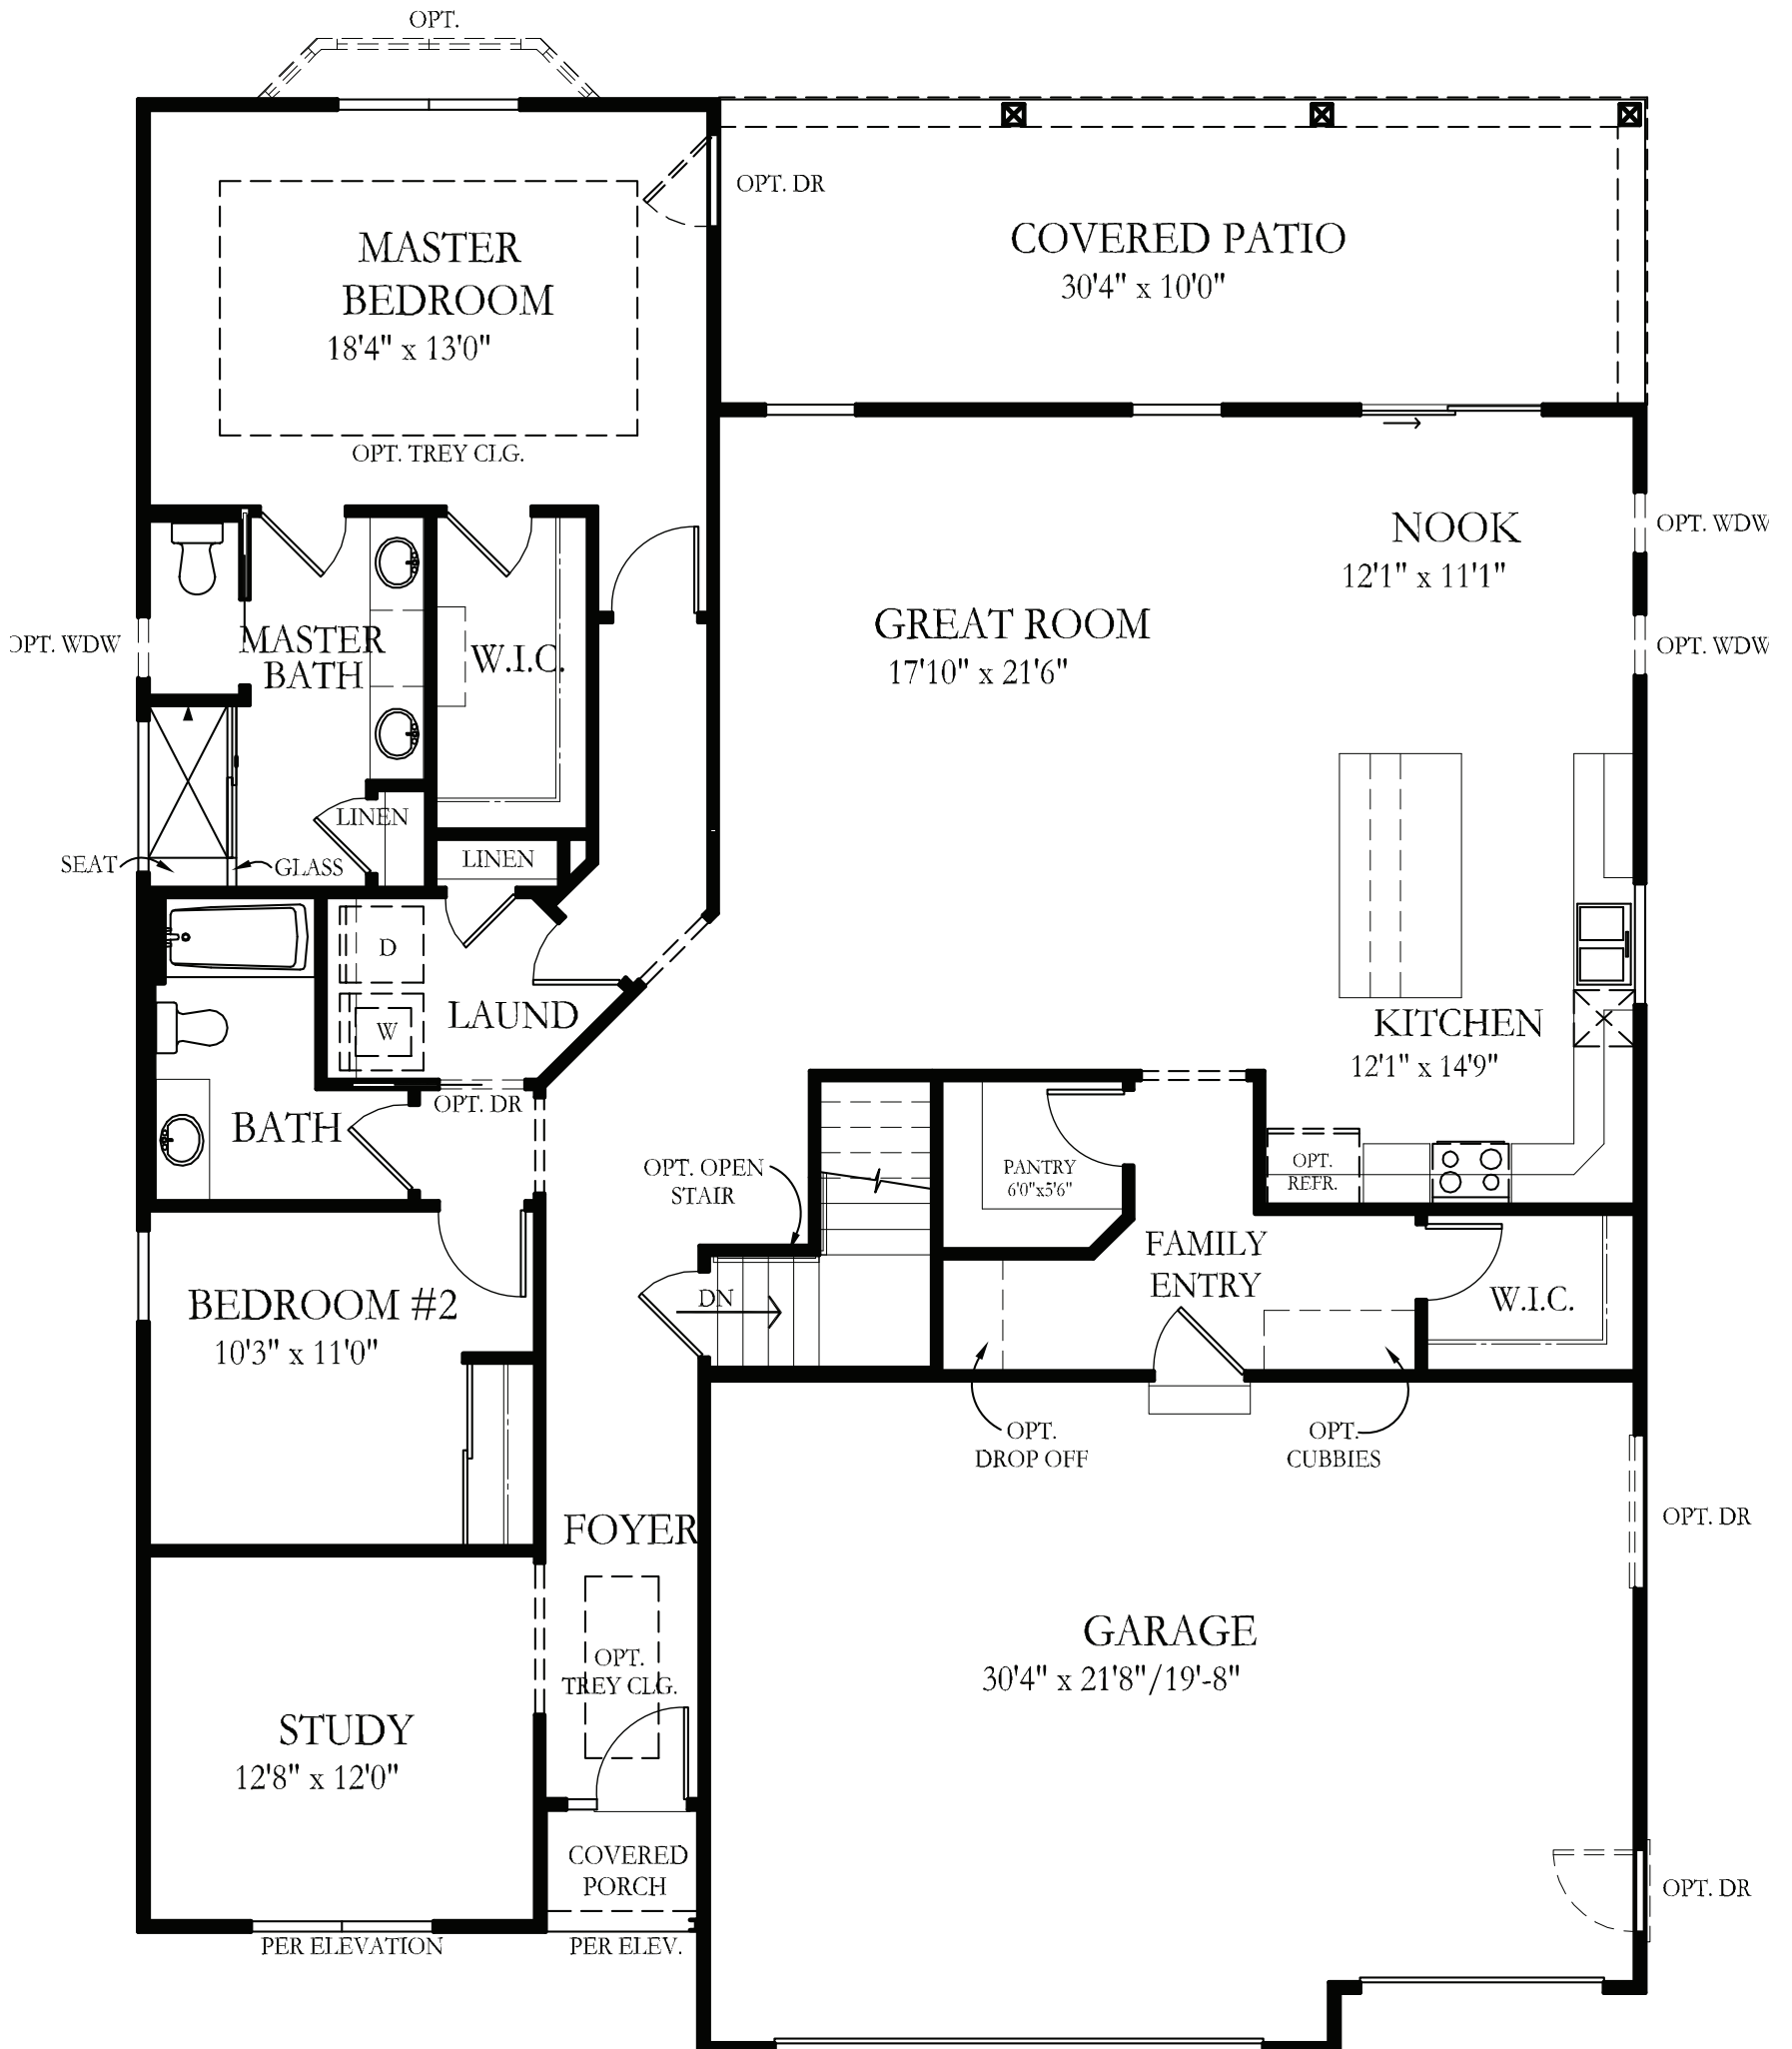 OPT.
OPT. DR
MASTER
BEDROOM
18'4" x 13'0"
OPT. TREY CLG.
COVERED PATIO
30'4" x 10'0"
NOOK
12'1" x 11'1"
OPT. WDW
OPT. WDW
GREAT ROOM
17'10" x 21'6"
OPT. WDW
MASTER
BATH
W.I.C.
LINEN
SEAT
GLASS
LINEN
D
W
LAUND
OPT. DR
BATH
KITCHEN
12'1" x 14'9"
OPT.
REFR.
PANTRY
6'0"x5'6"
OPT. OPEN
STAIR
DN
FAMILY
ENTRY
W.I.C.
BEDROOM #2
10'3" x 11'0"
OPT.
DROP OFF
OPT.
CUBBIES
OPT. DR
FOYER
OPT.
TREY CLG.
GARAGE
30'4" x 21'8"/19'-8"
STUDY
12'8" x 12'0"
COVERED
PORCH
OPT. DR
PER ELEVATION
PER ELEV.